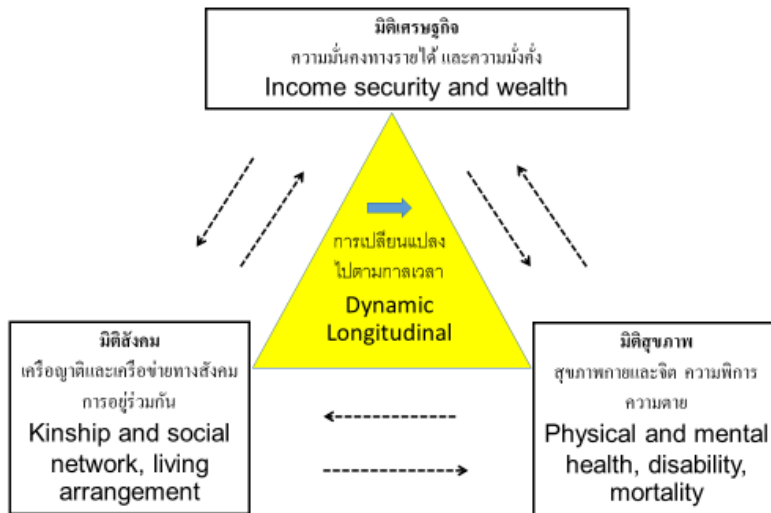 มิติเศรษฐกิจ
ความมั่นคงทางรายได้ และความมั่งคั่ง
Income security and wealth
การเปลี่ยนแปลง
ไปตามกาลเวลา
Dynamic
Longitudinal
มิติสังคม
เครือญาติและเครือข่ายทางสังคม
การอยู่ร่วมกัน
Kinship and social
network, living
arrangement
มิติสุขภาพ
สุขภาพกายและจิต ความพิการ
ความตาย
Physical and mental
health, disability,
mortality